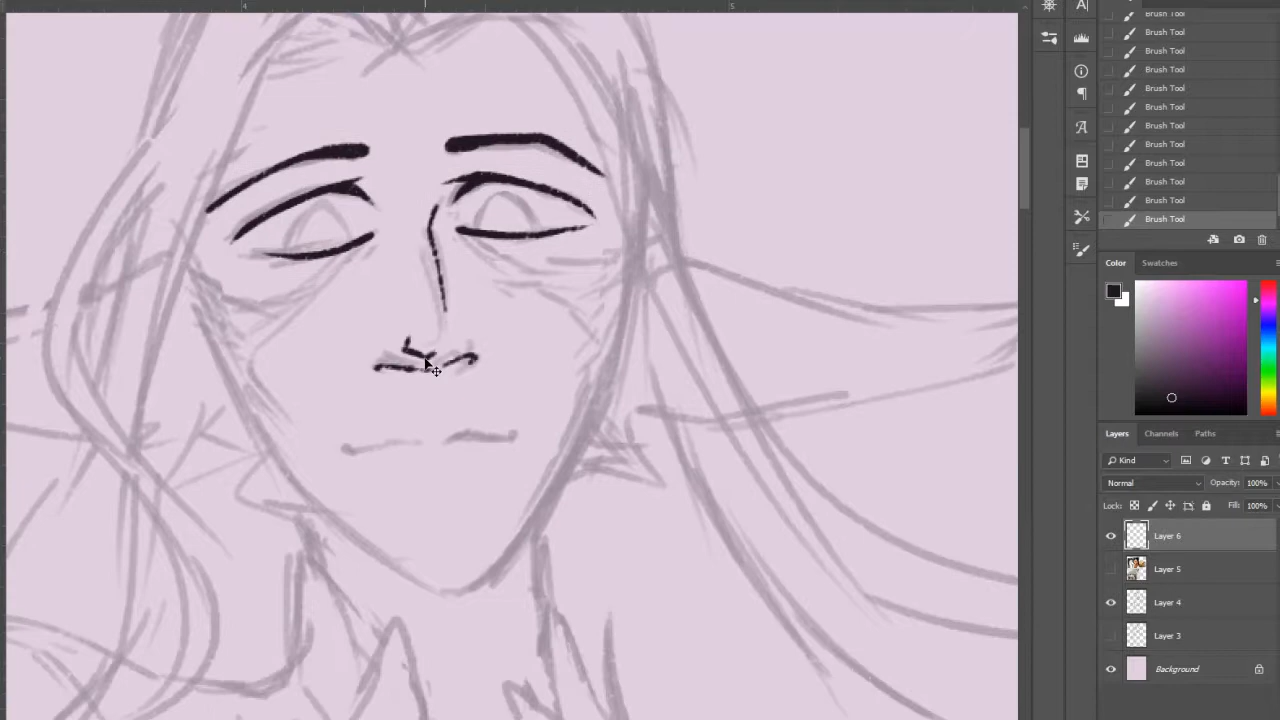 4
5
Brush Tool
Brush Tool
Brush Tool
Brush Tool
Brush Tool
Brush Tool
Brush Tool
Brush Tool
Brush Tool
Brush Tool
Brush Tool
Brush Tool
Color Swatches
Layers Channels Paths
Kind
Normal Opacity: 100%
Lock: Fill: 100%
Layer 6
Layer 5
Layer 4
Layer 3
Background